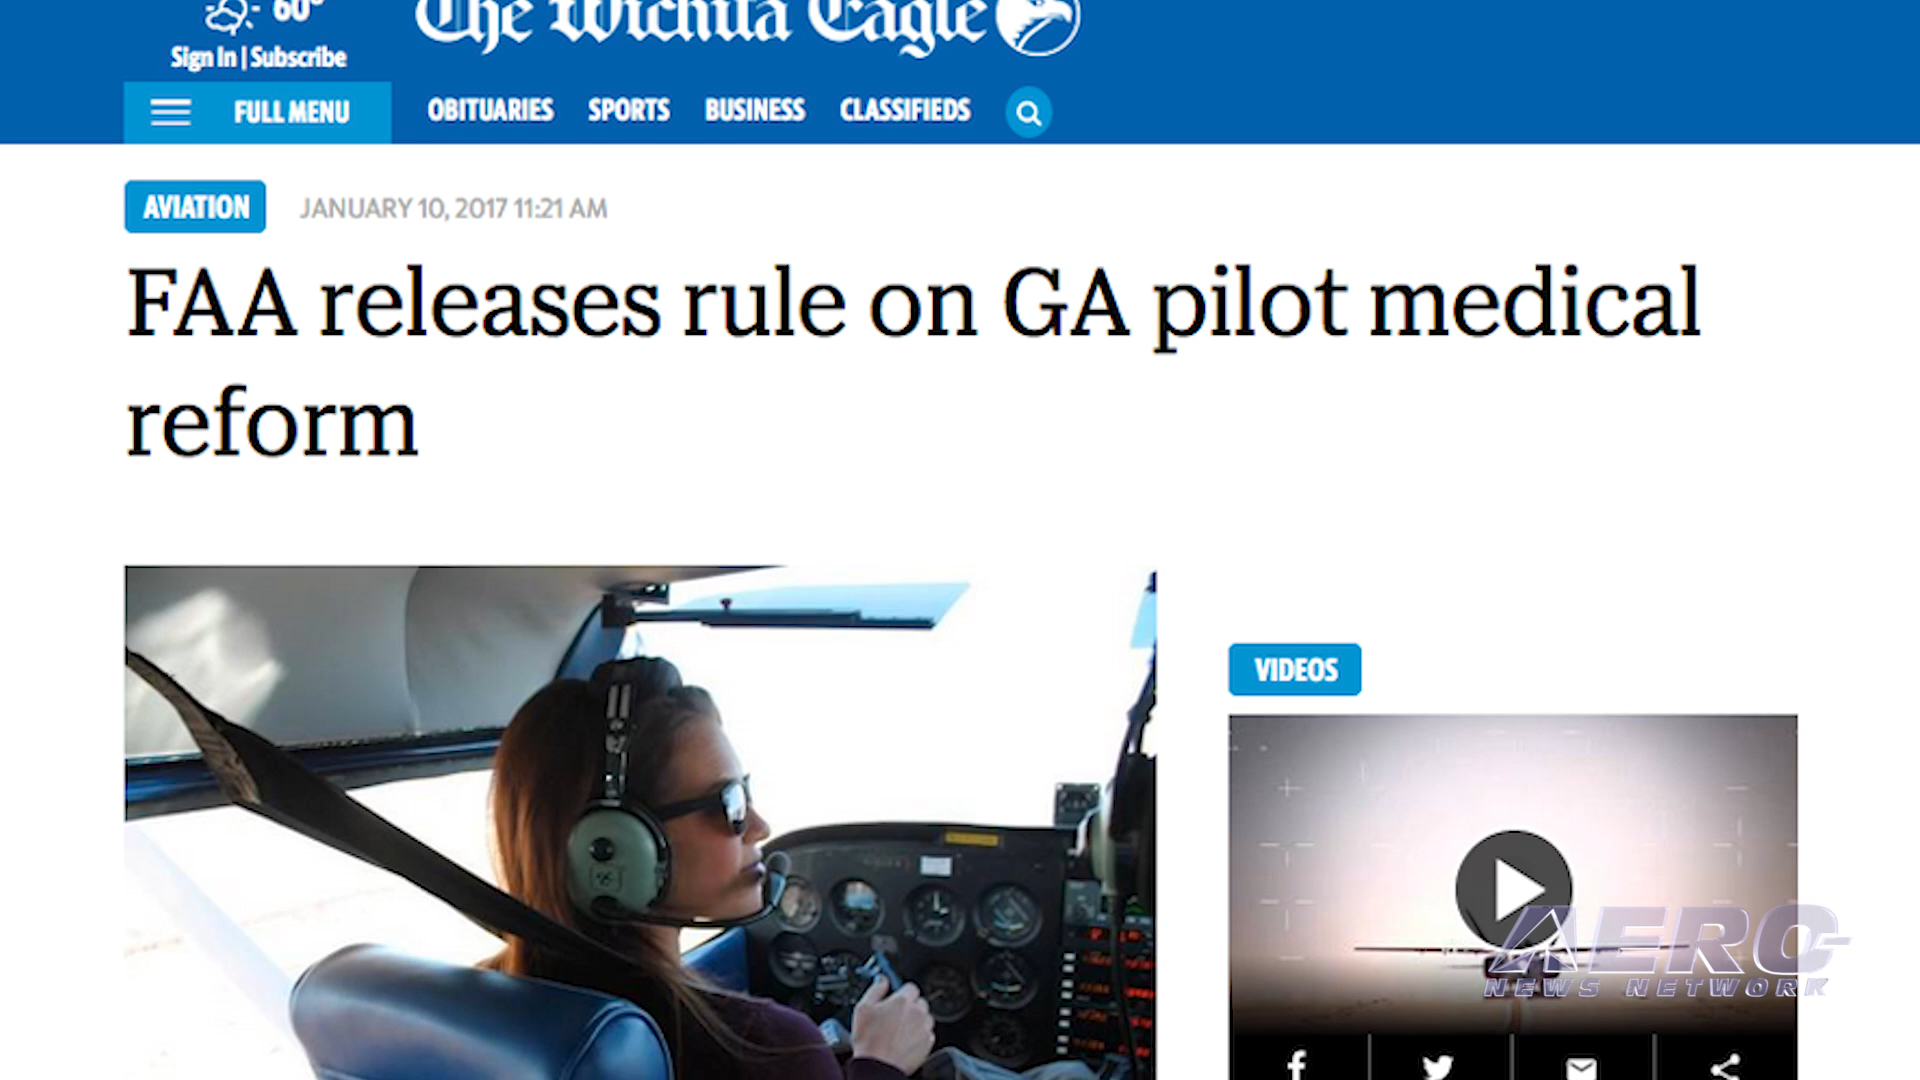 60°
The Wichita Eagle
Sign In | Subscribe
FULL MENU
OBITUARIES SPORTS BUSINESS CLASSIFIEDS
AVIATION JANUARY 10, 2017 11:21 AM
FAA releases rule on GA pilot medical
reform
VIDEOS
AERO-
NEWS NETWORK